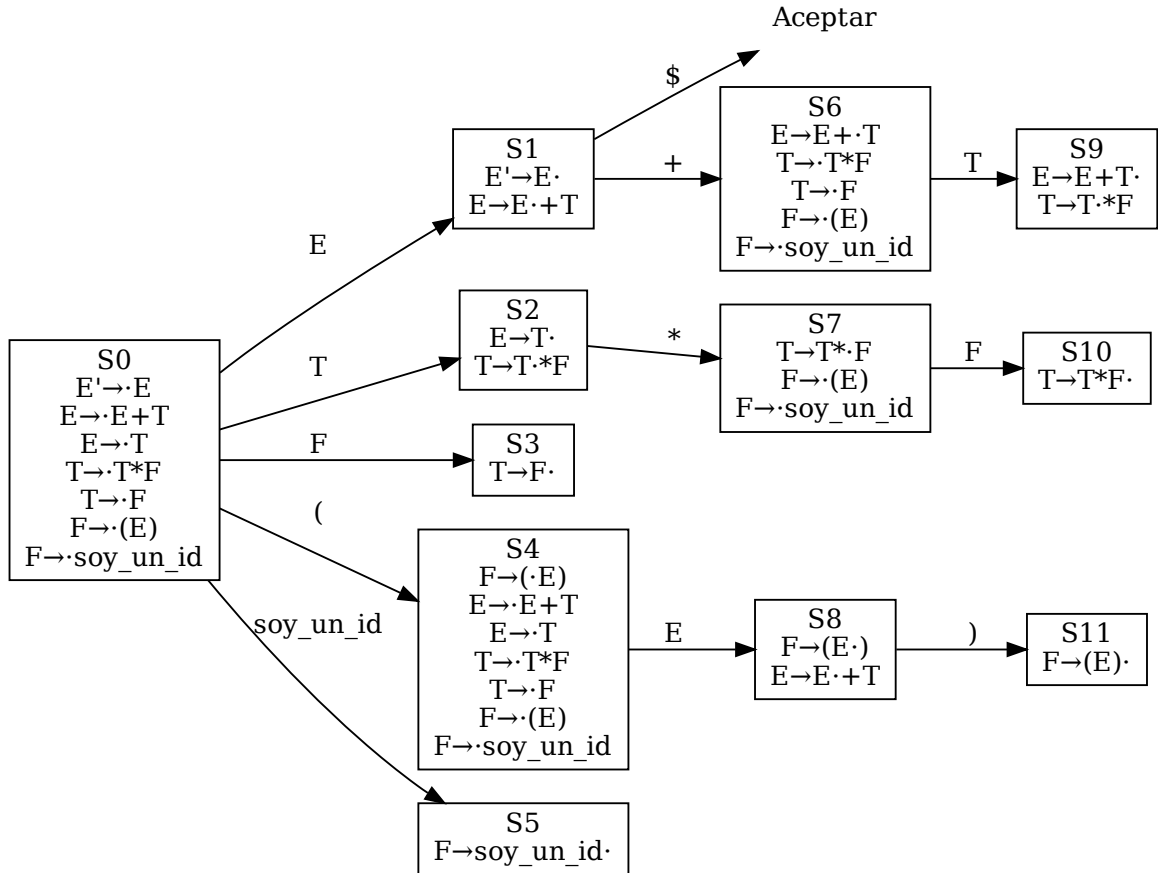 Aceptar
$
S6
E→E+·T
T→·T*F
T→·F
F→·(E)
F→·soy_un_id
S1
E'→E·
E→E·+T
+
T
S9
E→E+T·
T→T·*F
E
S2
E→T·
T→T·*F
*
S7
T→T*·F
F→·(E)
F→·soy_un_id
F
S10
T→T*F·
S0
E'→·E
E→·E+T
E→·T
T→·T*F
T→·F
F→·(E)
F→·soy_un_id
T
F
S3
T→F·
(
S4
F→(·E)
E→·E+T
E→·T
T→·T*F
T→·F
F→·(E)
F→·soy_un_id
E
S8
F→(E·)
E→E·+T
)
S11
F→(E)·
soy_un_id
S5
F→soy_un_id·